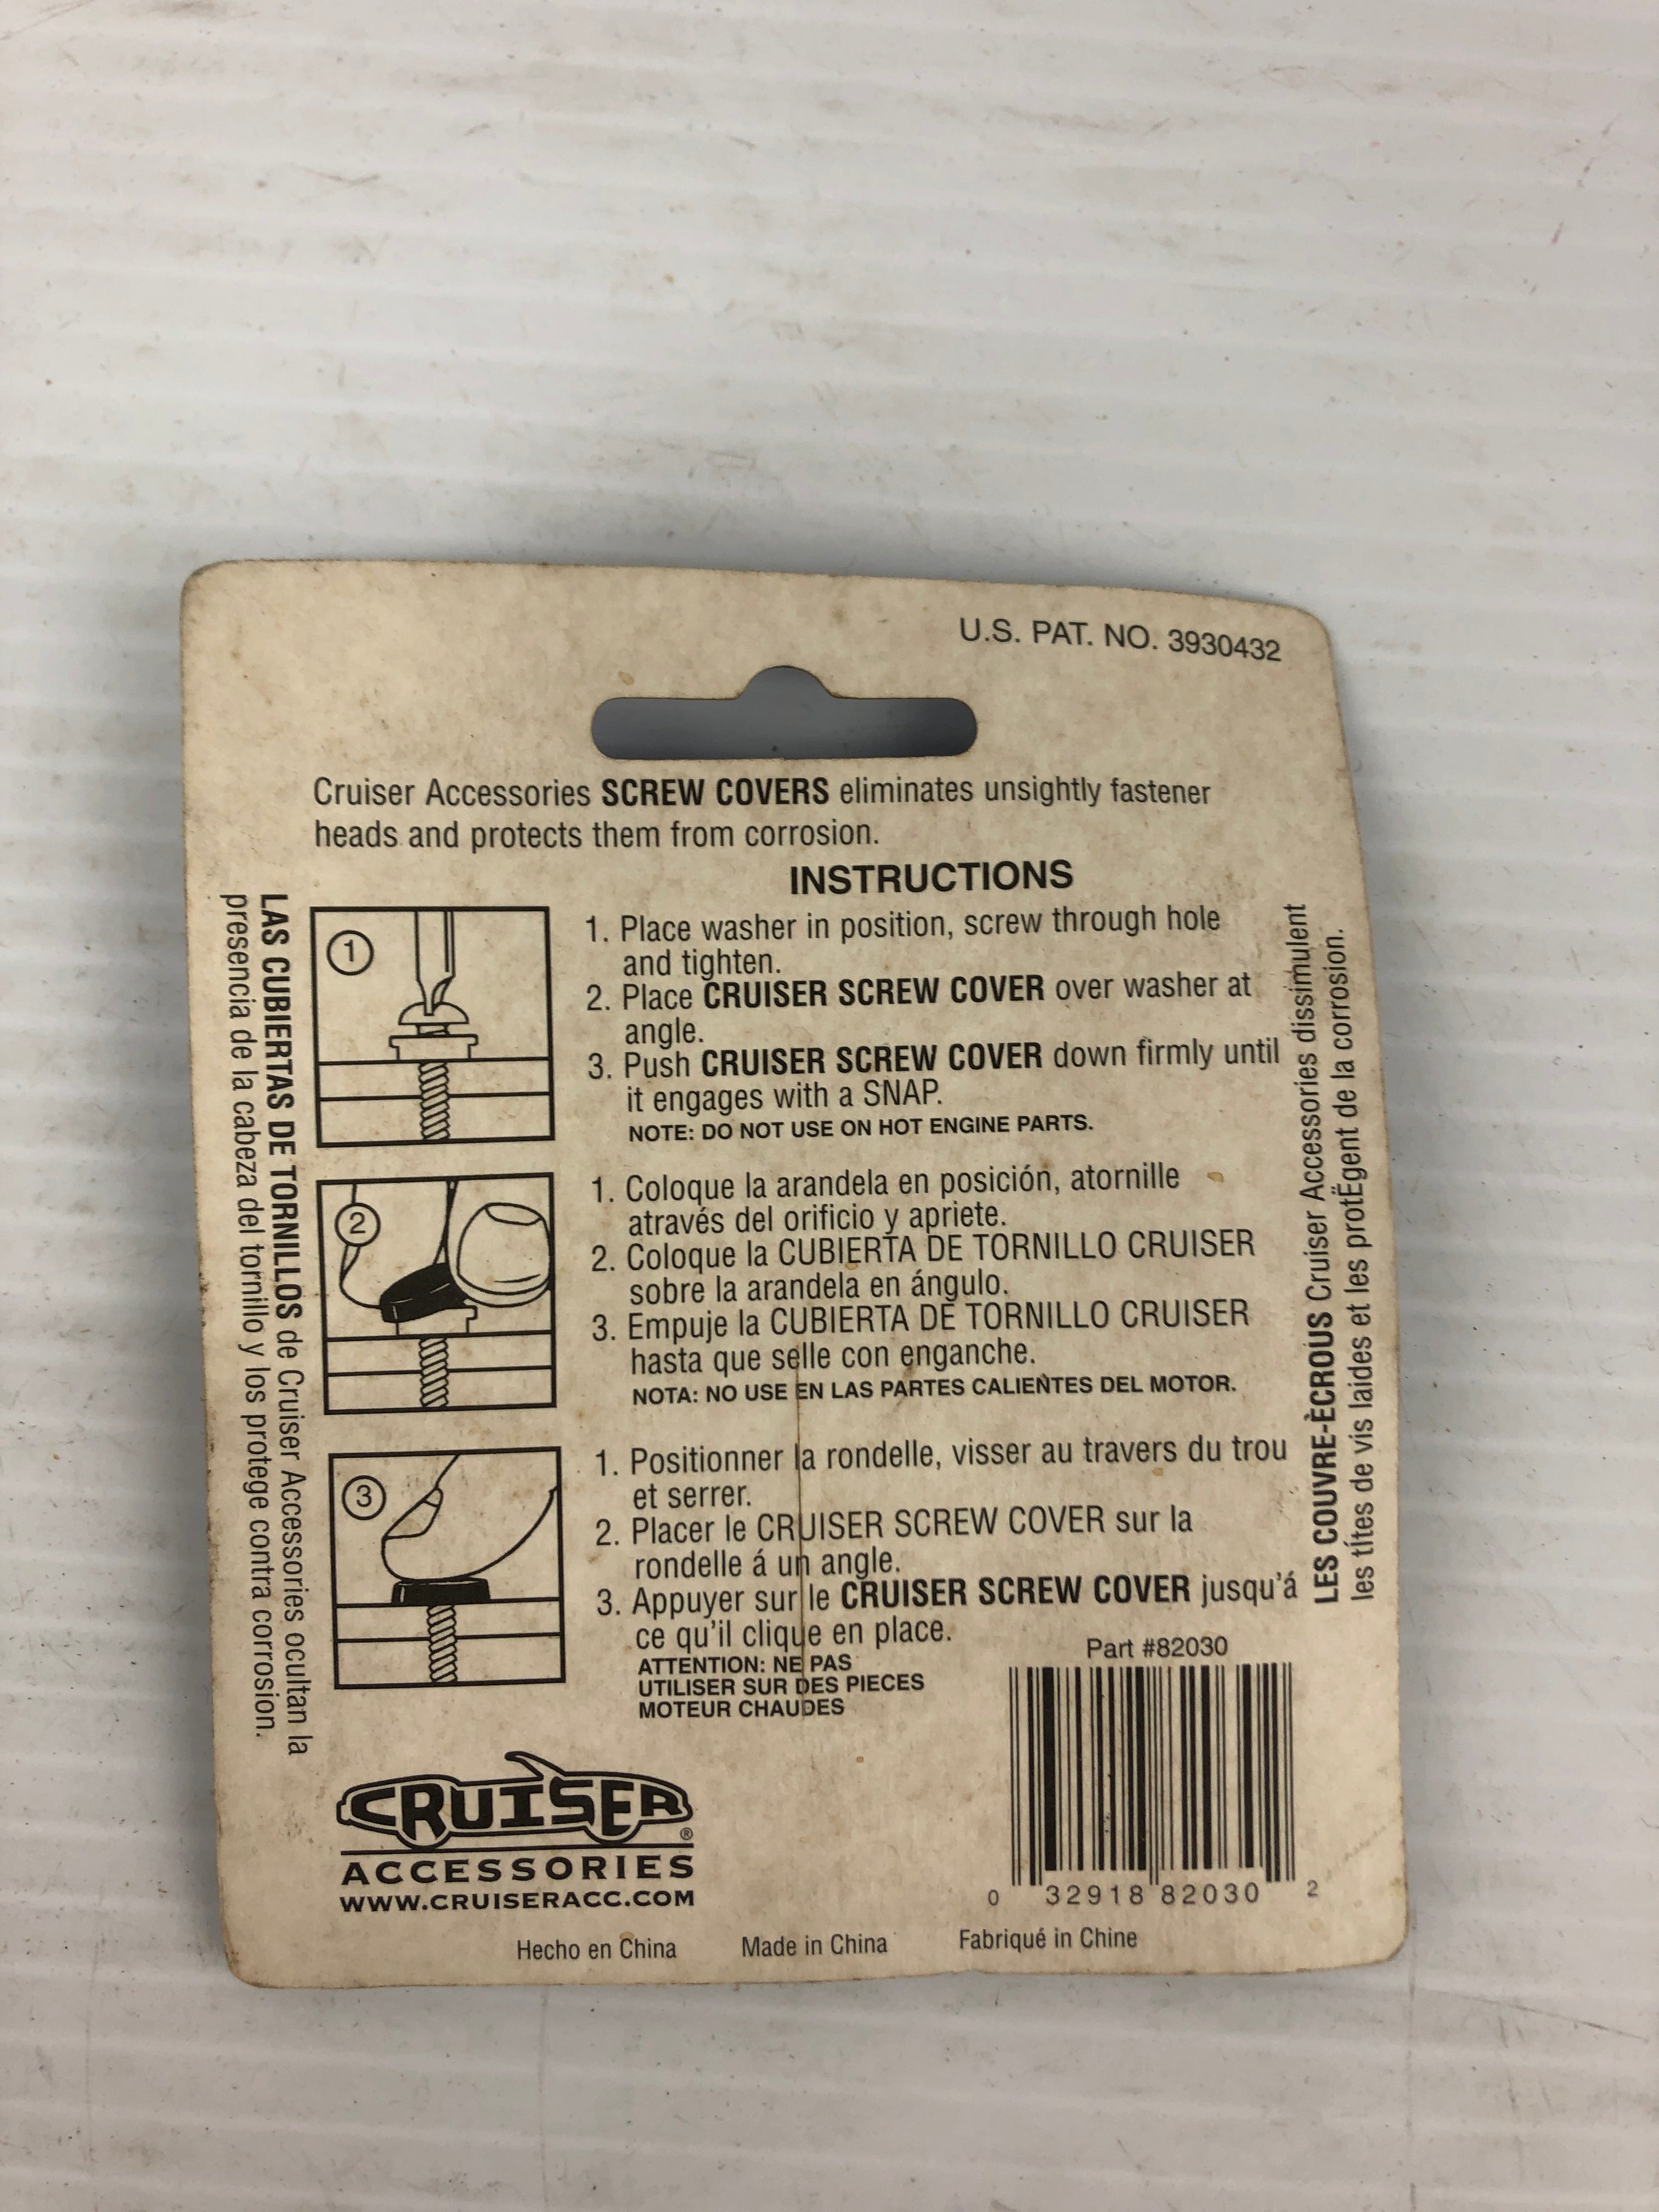 U.S. PAT. NO. 3930432
Cruiser Accessories SCREW COVERS eliminates unsightly fastener
heads and protects them from corrosion.
INSTRUCTIONS
1
1. Place washer in position, screw through hole
and tighten.
2. Place CRUISER SCREW COVER over washer at
angle.
3. Push CRUISER SCREW COVER down firmly until
it engages with a SNAP.
NOTE: DO NOT USE ON HOT ENGINE PARTS.
2
1. Coloque la arandela en posición, atornille
através del orificio y apriete.
2. Coloque la CUBIERTA DE TORNILLO CRUISER
sobre la arandela en ángulo.
3. Empuje la CUBIERTA DE TORNILLO CRUISER
hasta que selle con enganche.
NOTA: NO USE EN LAS PARTES CALIENTES DEL MOTOR.
3
1. Positionner la rondelle, visser au travers du trou
et serrer.
2. Placer le CRUISER SCREW COVER sur la
rondelle á un angle.
3. Appuyer sur le CRUISER SCREW COVER jusqu'á
ce qu'il clique en place.
ATTENTION: NE PAS
UTILISER SUR DES PIECES
MOTEUR CHAUDES
LAS CUBIERTAS DE TORNILLOS de Cruiser Accessories ocultan la
presencia de la cabeza del tornillo y los protege contra corrosion.
LES COUVRE-ÈCROUS Cruiser Accessories dissimulent
les títes de vis laides et les protËgent de la corrosion.
Part #82030
0 32918 82030 2
CRUISER ®
ACCESSORIES
WWW.CRUISERACC.COM
Hecho en China Made in China Fabriqué in Chine